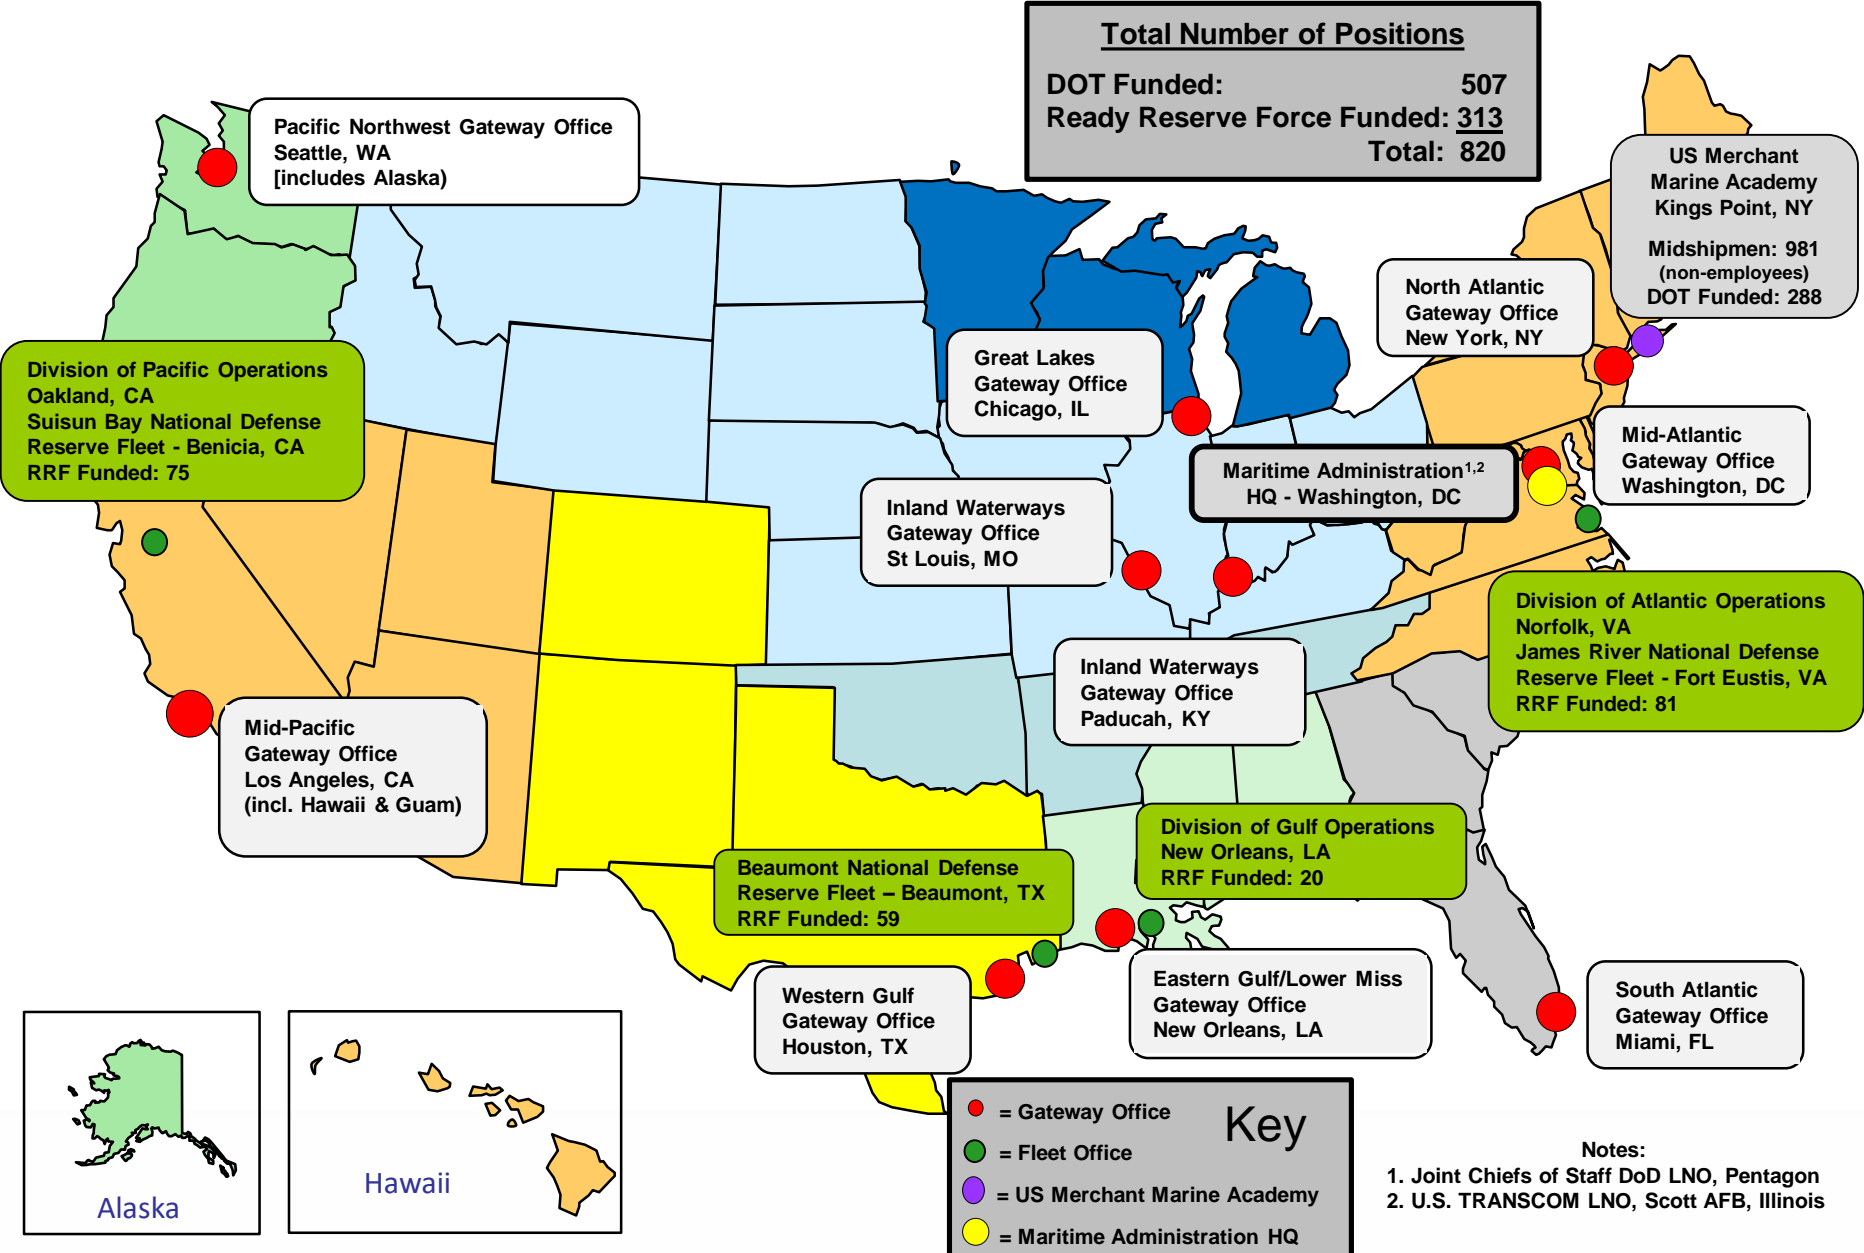 Total Number of Positions
DOT Funded: 507
Ready Reserve Force Funded: 313
Total: 820
Pacific Northwest Gateway Office
Seattle, WA
[includes Alaska)
US Merchant
Marine Academy
Kings Point, NY
Midshipmen: 981
(non-employees)
DOT Funded: 288
North Atlantic
Gateway Office
New York, NY
Great Lakes
Gateway Office
Chicago, IL
Division of Pacific Operations
Oakland, CA
Suisun Bay National Defense
Reserve Fleet - Benicia, CA
RRF Funded: 75
Mid-Atlantic
Gateway Office
Washington, DC
Maritime Administration1,2
HQ - Washington, DC
Inland Waterways
Gateway Office
St Louis, MO
Division of Atlantic Operations
Norfolk, VA
James River National Defense
Reserve Fleet - Fort Eustis, VA
RRF Funded: 81
Inland Waterways
Gateway Office
Paducah, KY
Mid-Pacific
Gateway Office
Los Angeles, CA
(incl. Hawaii & Guam)
Division of Gulf Operations
New Orleans, LA
RRF Funded: 20
Beaumont National Defense
Reserve Fleet – Beaumont, TX
RRF Funded: 59
Western Gulf
Gateway Office
Houston, TX
Eastern Gulf/Lower Miss
Gateway Office
New Orleans, LA
South Atlantic
Gateway Office
Miami, FL
Alaska
Hawaii
Key
= Gateway Office
= Fleet Office
= US Merchant Marine Academy
= Maritime Administration HQ
Notes:
1. Joint Chiefs of Staff DoD LNO, Pentagon
2. U.S. TRANSCOM LNO, Scott AFB, Illinois